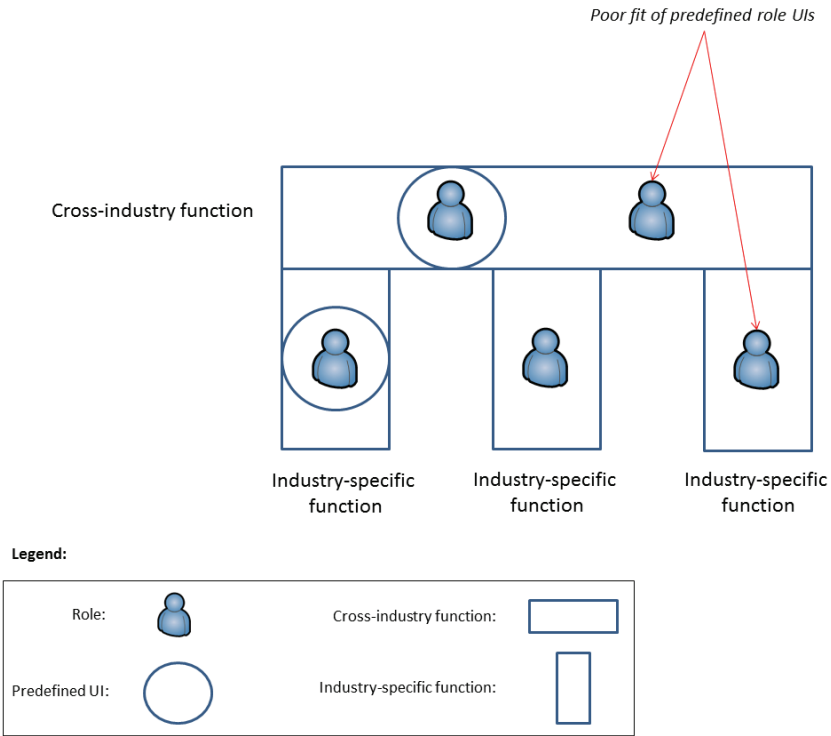 Poor fit of predefined role UIs
Cross-industry function
Industry-specific
function
Industry-specific
function
Industry-specific
function
Legend:
Role:
Cross-industry function:
Predefined UI:
Industry-specific function: